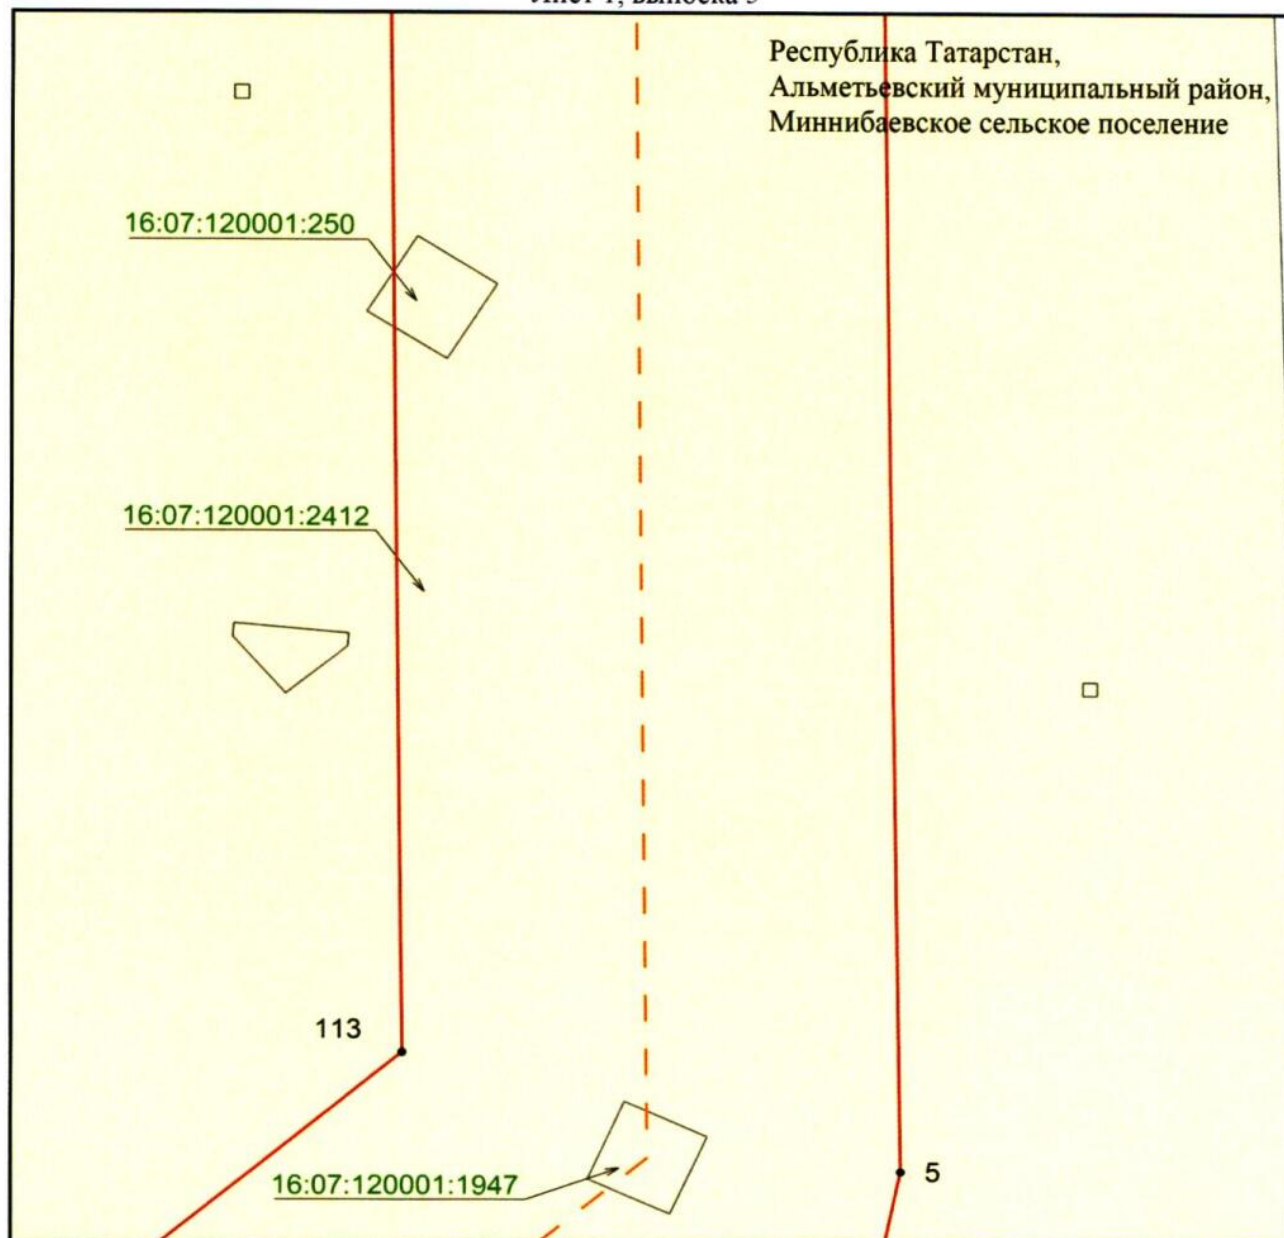 Республика Татарстан,
Альметьевский муниципальный район,
Миннибаевское сельское поселение
16:07:120001:250
16:07:120001:2412
113
16:07:120001:1947
5